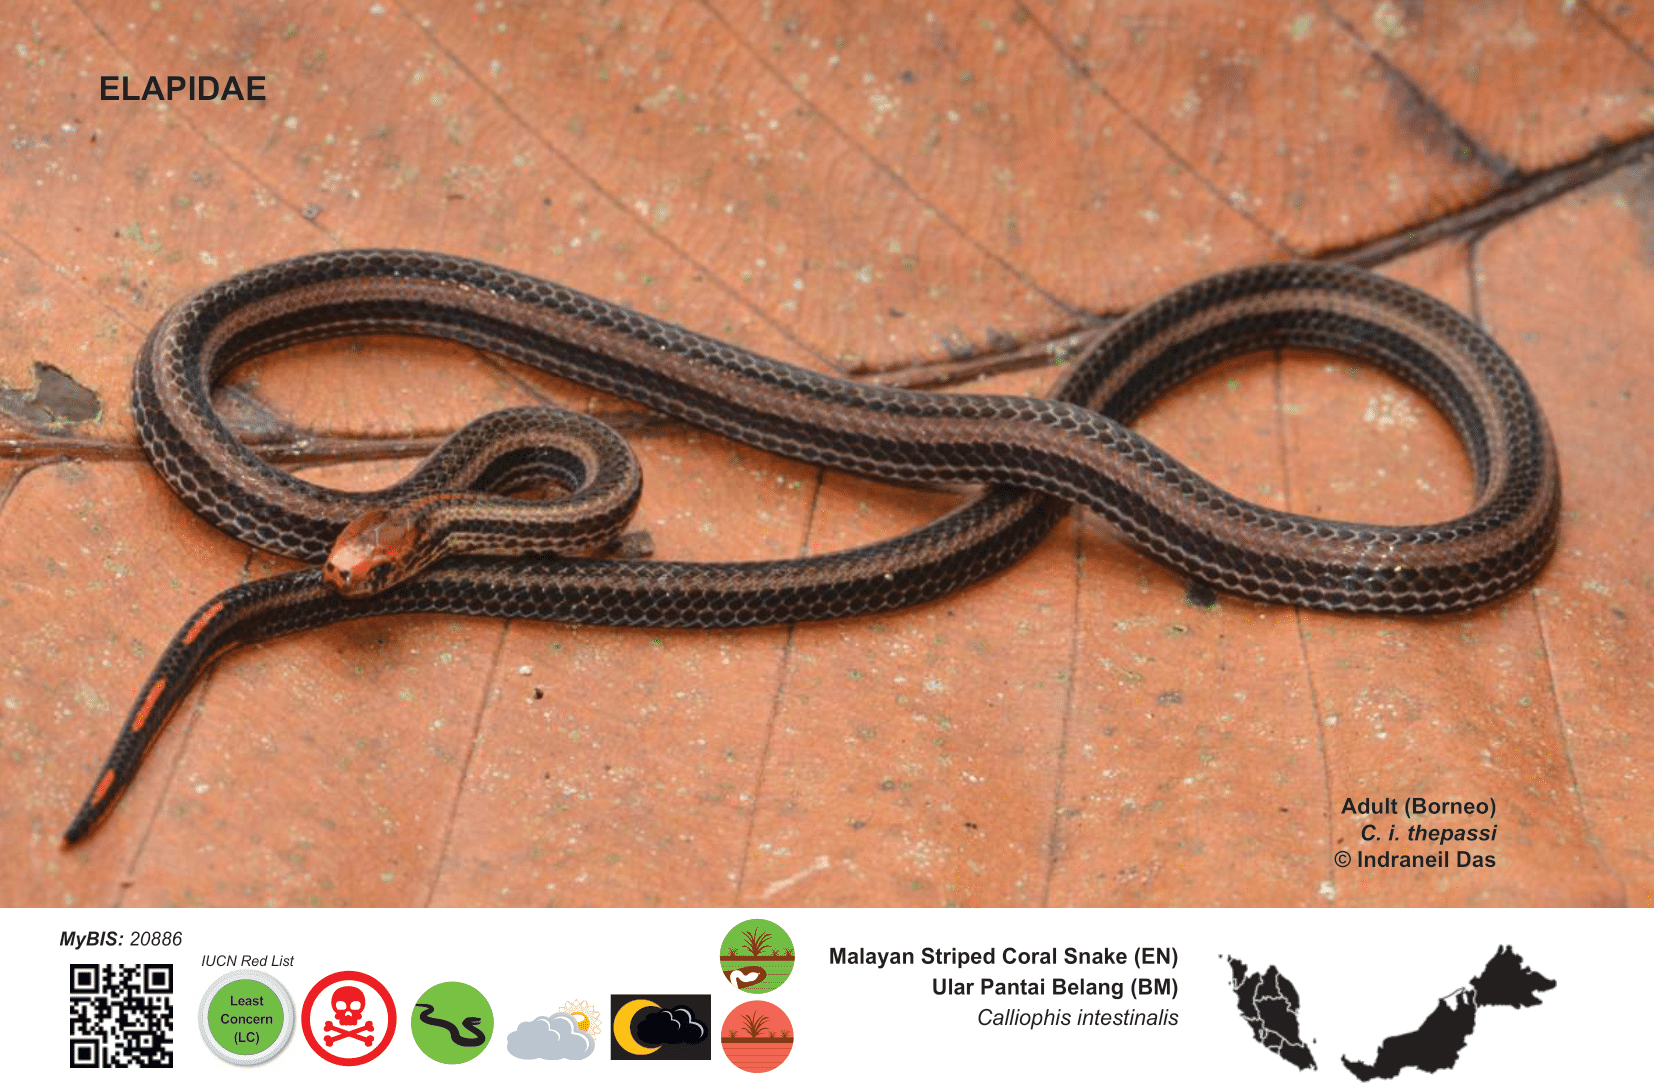 ELAPIDAE
Adult (Borneo)
C. i. thepassi
© Indraneil Das
MyBIS: 20886
IUCN Red List
Least
Concern
(LC)
Malayan Striped Coral Snake (EN)
Ular Pantai Belang (BM)
Calliophis intestinalis